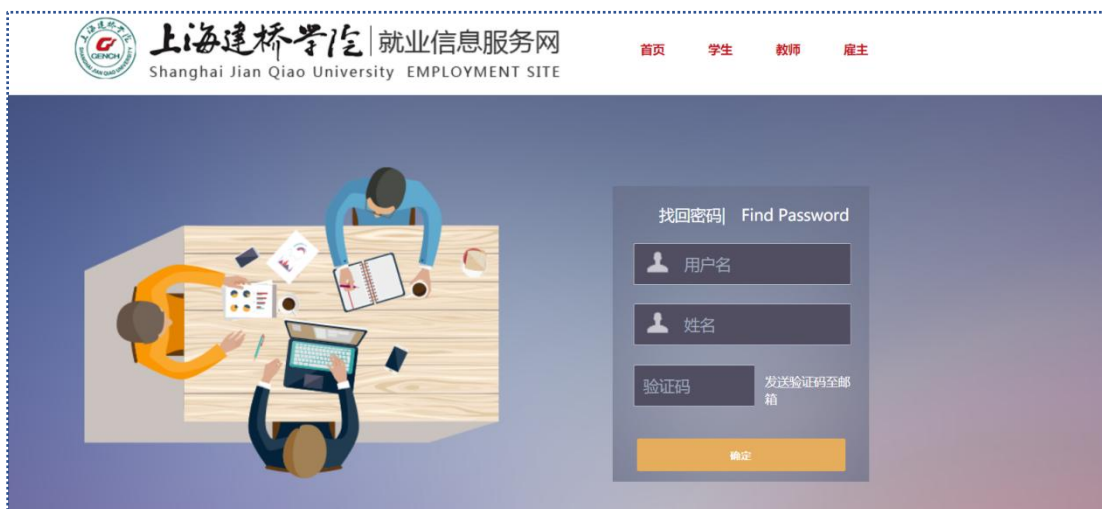 上海建桥学院 就业信息服务网
Shanghai Jian Qiao University EMPLOYMENT SITE
首页 学生 教师 雇主
GENCH
找回密码| Find Password
用户名
姓名
验证码
发送验证码至邮
箱
确定